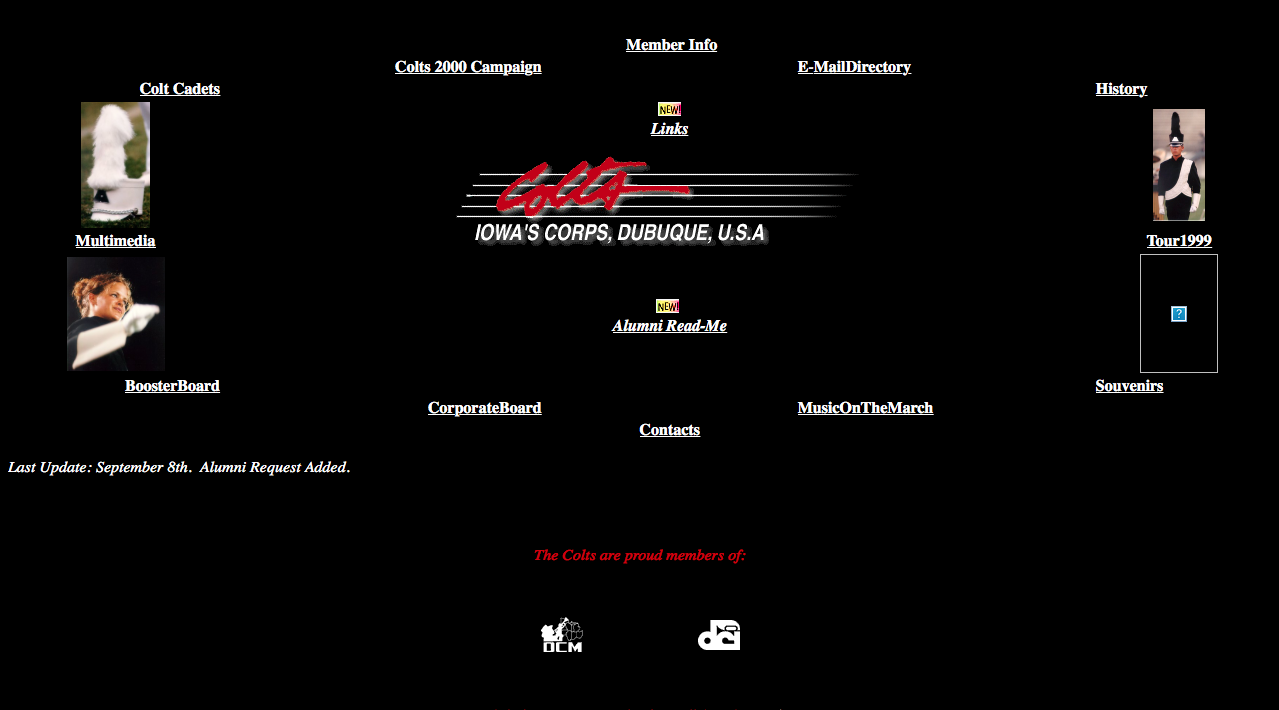 Member Info
Colts 2000 Campaign E-MailDirectory
Colt Cadets History
NEW!
Links
Colts
IOWA'S CORPS, DUBUQUE, U.S.A
Multimedia Tour1999
NEW!
?
Alumni Read-Me
BoosterBoard Souvenirs
CorporateBoard MusicOnTheMarch
Contacts
Last Update: September 8th. Alumni Request Added.
The Colts are proud members of:
DCM dci